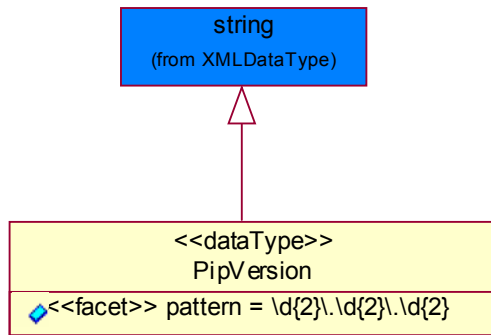 string
(from XMLDataType)
<<dataType>>
PipVersion
<<facet>> pattern = \d{2}\.\d{2}\.\d{2}